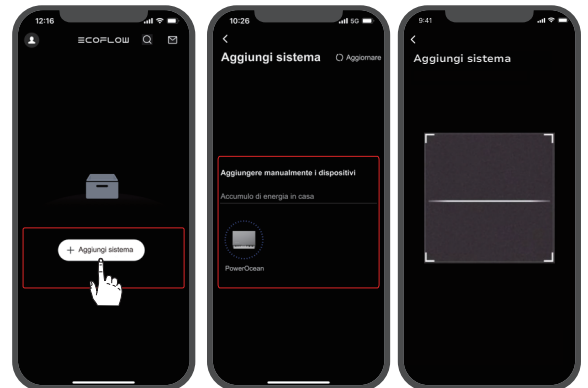 12:16
ECOFLOW
+ Aggiungi sistema
10:26
5G
Aggiungi sistema
Aggiornare
Aggiungere manualmente i dispositivi
Accumulo di energia in casa
PowerOcean
9:41
Aggiungi sistema